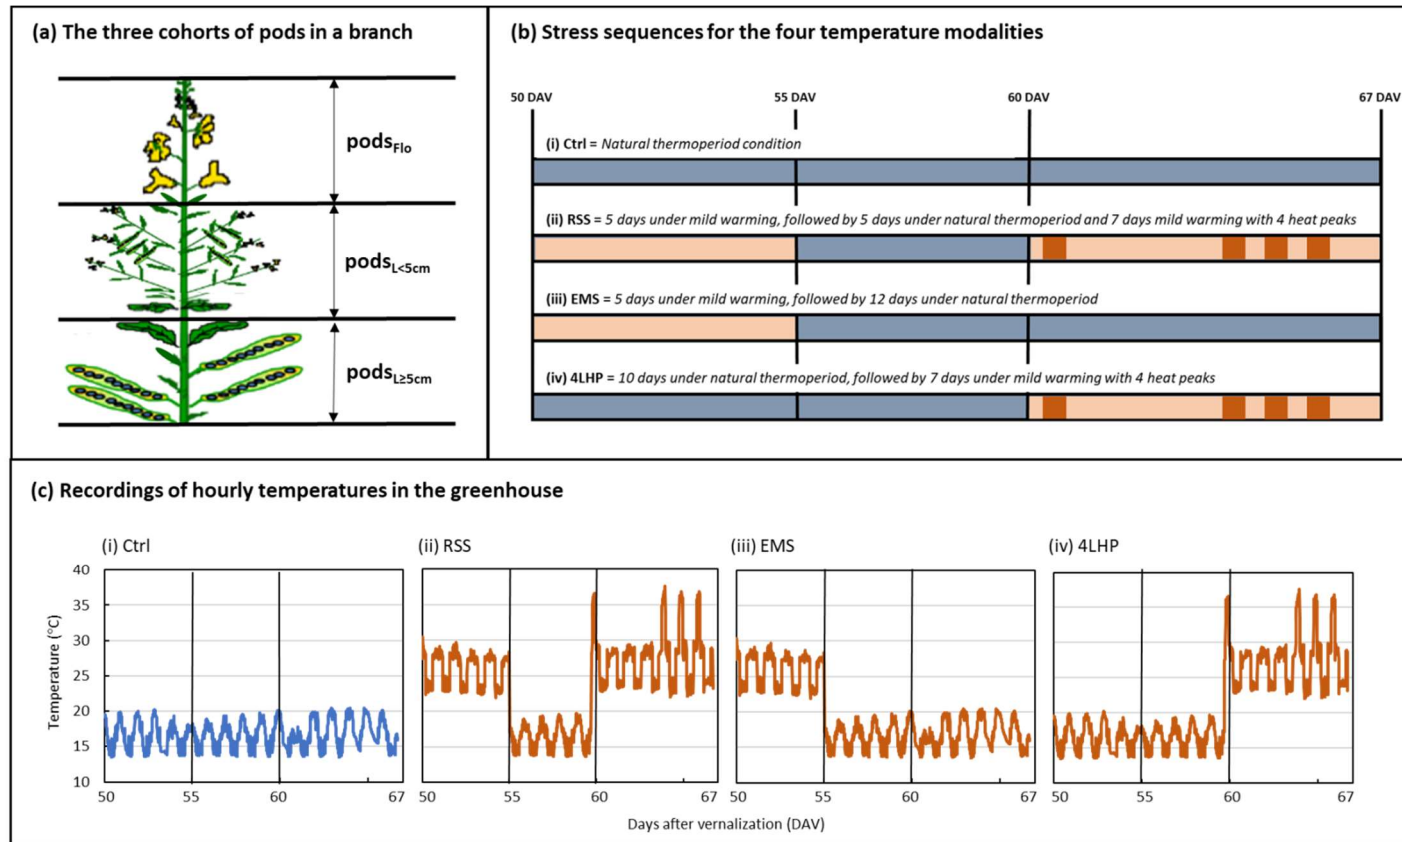 (a) The three cohorts of pods in a branch
podsFlo
podsL<5cm
podsL≥5cm
(b) Stress sequences for the four temperature modalities
50 DAV 55 DAV 60 DAV 67 DAV
(i) Ctrl = Natural thermoperiod condition
(ii) RSS = 5 days under mild warming, followed by 5 days under natural thermoperiod and 7 days mild warming with 4 heat peaks
(iii) EMS = 5 days under mild warming, followed by 12 days under natural thermoperiod
(iv) 4LHP = 10 days under natural thermoperiod, followed by 7 days under mild warming with 4 heat peaks
(c) Recordings of hourly temperatures in the greenhouse
(i) Ctrl (ii) RSS (iii) EMS (iv) 4LHP
Temperature (°C)
40
35
30
25
20
15
10
50 55 60 67 50 55 60 67 50 55 60 67 50 55 60 67
Days after vernalization (DAV)